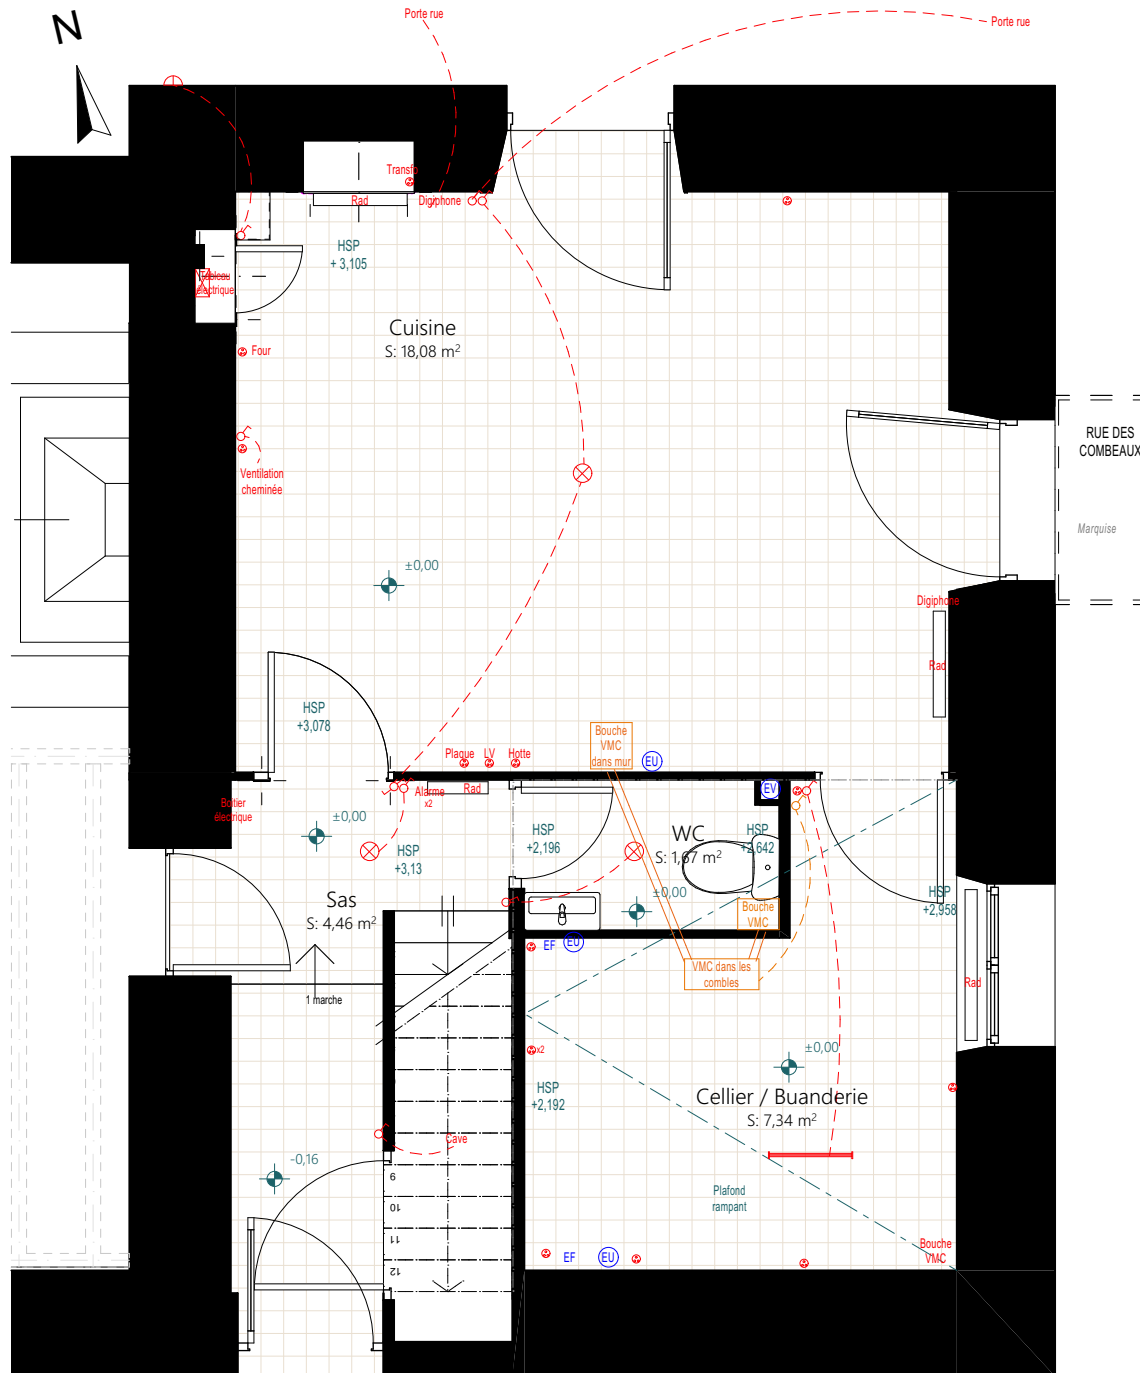 N
Porte rue
Porte rue
Transfo
Rad
Digiphone
HSP
+ 3,105
Tableau
électrique
Cuisine
S: 18,08 m²
Four
RUE DES
COMBEAUX
Ventilation
cheminée
Marquise
±0,00
Digiphone
Rad
HSP
+3,078
Bouche
VMC
dans mur
Plaque
LV
Hotte
EU
Boitier
électrique
Alarme
x2
Rad
EV
±0,00
HSP
+3,13
HSP
+2,196
WC
S: 1,67 m²
HSP
+2,642
±0,00
HSP
+2,958
Sas
S: 4,46 m²
Bouche
VMC
EF
EU
VMC dans les
combles
Rad
1 marche
x2
±0,00
HSP
+2,192
Cellier / Buanderie
S: 7,34 m²
Cave
-0,16
9
10
11
12
Plafond
rampant
EF
EU
Bouche
VMC